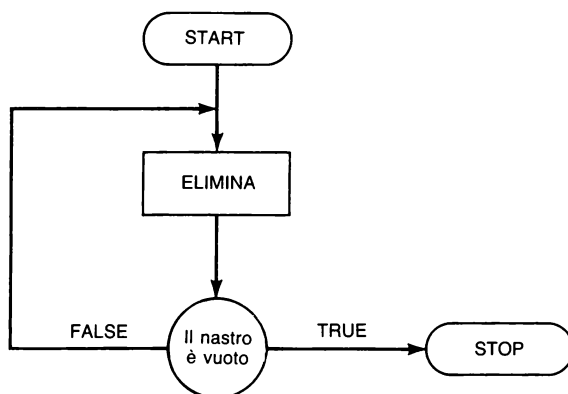 START
ELIMINA
FALSE
Il nastro
è vuoto
TRUE
STOP